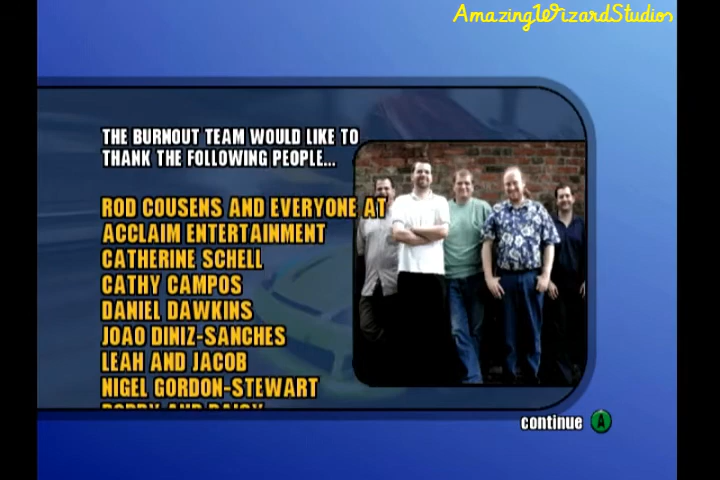 AmazingWizardStudios
THE BURNOUT TEAM WOULD LIKE TO
THANK THE FOLLOWING PEOPLE...
ROD COUSENS AND EVERYONE AT
ACCLAIM ENTERTAINMENT
CATHERINE SCHELL
CATHY CAMPOS
DANIEL DAWKINS
JOAO DINIZ-SANCHES
LEAH AND JACOB
NIGEL GORDON-STEWART
continue A